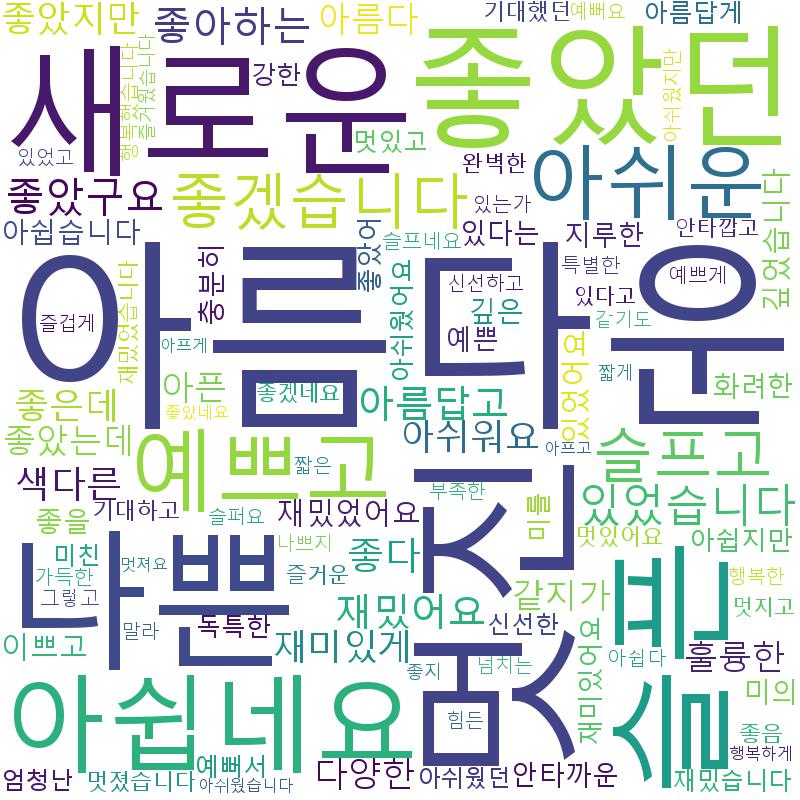 좋았지만
좋아하는
아름다
기대했던
예뻐요
아름답게
새로운
강한
좋았던
행복했습니다
즐거웠습니다
있었고
멋있고
완벽한
아쉬웠지만
아쉬운
좋았구요
좋겠습니다
있는가
아쉽습니다
좋았어
슬프네요
있다는
지루한
안타깝고
깊었습니다
아름다운
충분히
재밌었습니다
즐겁게
아프게
아쉬웠어요
신선하고
깊은
예쁜
특별한
있다고
예쁘게
같기도
짧게
있었어요
화려한
좋은데
아픈
좋겠네요
좋았네요
아름답고
좋았는데
예쁘고
아쉬워요
아프고
슬프고
색다른
짧은
부족한
미를
있었습니다
기대하고
슬퍼요
재밌었어요
좋을
멋진
멋있어요
아쉽지만
나쁜
미친
멋져요
나쁘지
좋다
즐거운
가득한
그렇고
말라
독특한
재밌어요
같지가
슬픈
행복한
멋지고
이쁘고
재미있게
신선한
좋지
넘치는
재미있어요
아쉽다
훌륭한
미의
아쉽네요
힘든
좋음
행복하게
엄청난
멋졌습니다
예뻐서
아쉬웠습니다
다양한
아쉬웠던
안타까운
재밌습니다